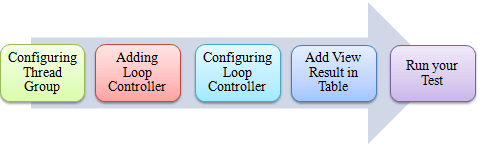 Configuring
Thread
Group
Adding
Loop
Controller
Configuring
Loop
Controller
Add View
Result in
Table
Run your
Test